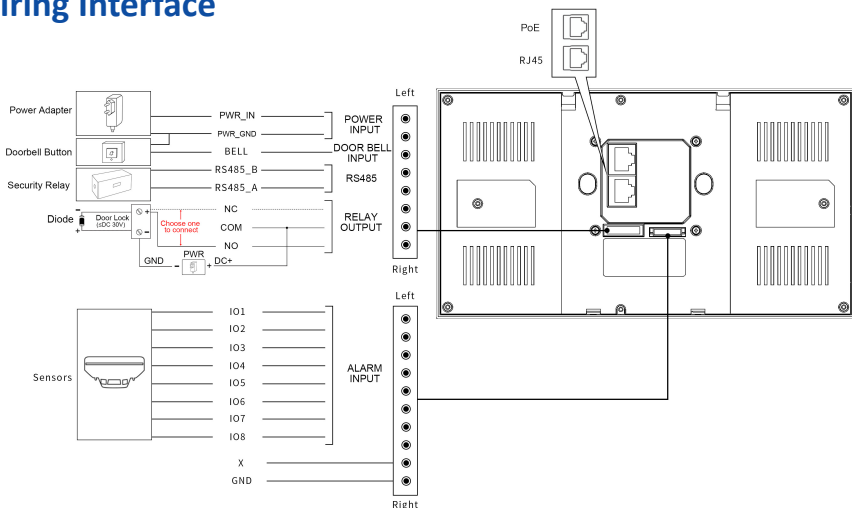 iring Interface
PoE
RJ45
Left
Power Adapter
PWR_IN
PWR_GND
POWER
INPUT
Doorbell Button
BELL
DOOR BELL
INPUT
Security Relay
RS485_B
RS485_A
RS485
Diode
-
+
Door Lock
(≤DC 30V)
+
-
Choose one
to connect
NC
COM
NO
RELAY
OUTPUT
GND
-
PWR
+
DC+
Right
Left
Sensors
IO1
IO2
IO3
IO4
IO5
IO6
IO7
IO8
ALARM
INPUT
X
GND
Right